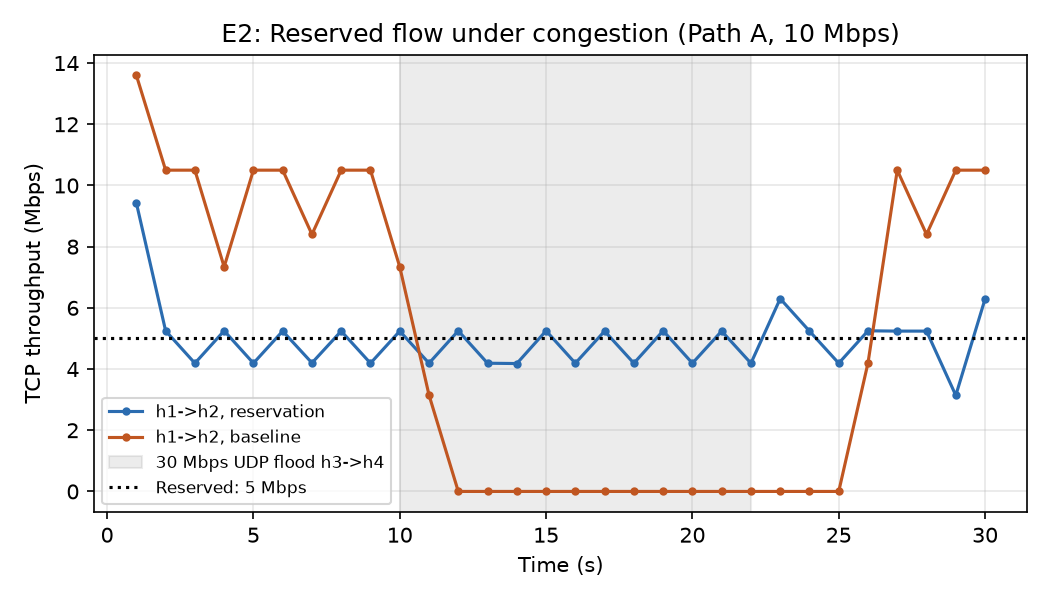 E2: Reserved flow under congestion (Path A, 10 Mbps)
TCP throughput (Mbps)
14
12
10
8
6
4
2
0
h1->h2, reservation
h1->h2, baseline
30 Mbps UDP flood h3->h4
Reserved: 5 Mbps
0 5 10 15 20 25 30
Time (s)